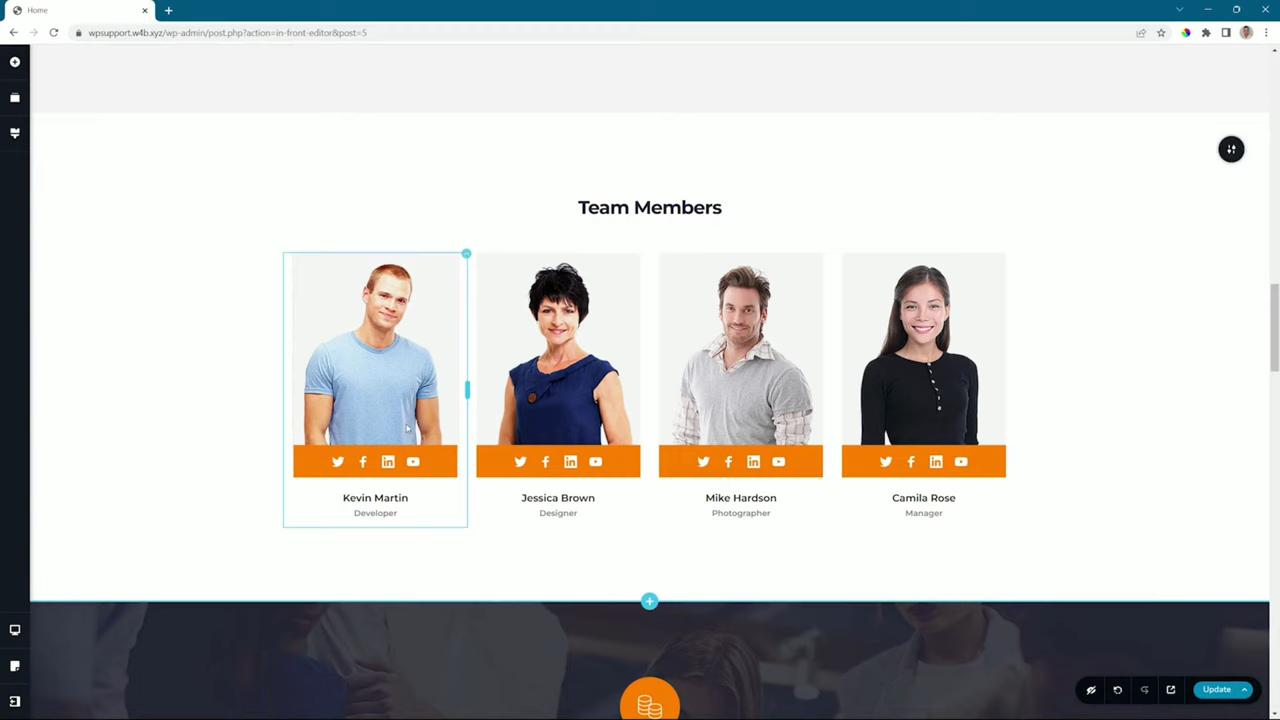 Home
wpsupport.w4b.xyz/wp-admin/post.php?action=in-front-editor&post=5
Team Members
Kevin Martin
Developer
Jessica Brown
Designer
Mike Hardson
Photographer
Camila Rose
Manager
Update